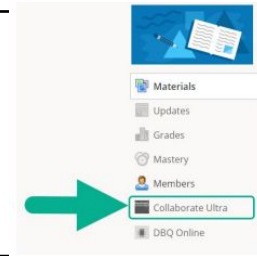 Materials
Updates
Grades
Mastery
Members
Collaborate Ultra
DBQ Online